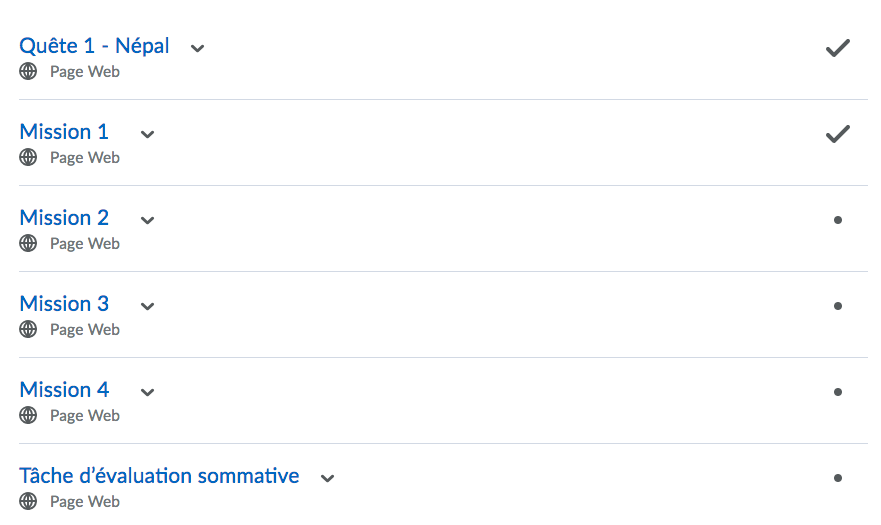 Quête 1 - Népal
Page Web
Mission 1
Page Web
Mission 2
Page Web
Mission 3
Page Web
Mission 4
Page Web
Tâche d’évaluation sommative
Page Web